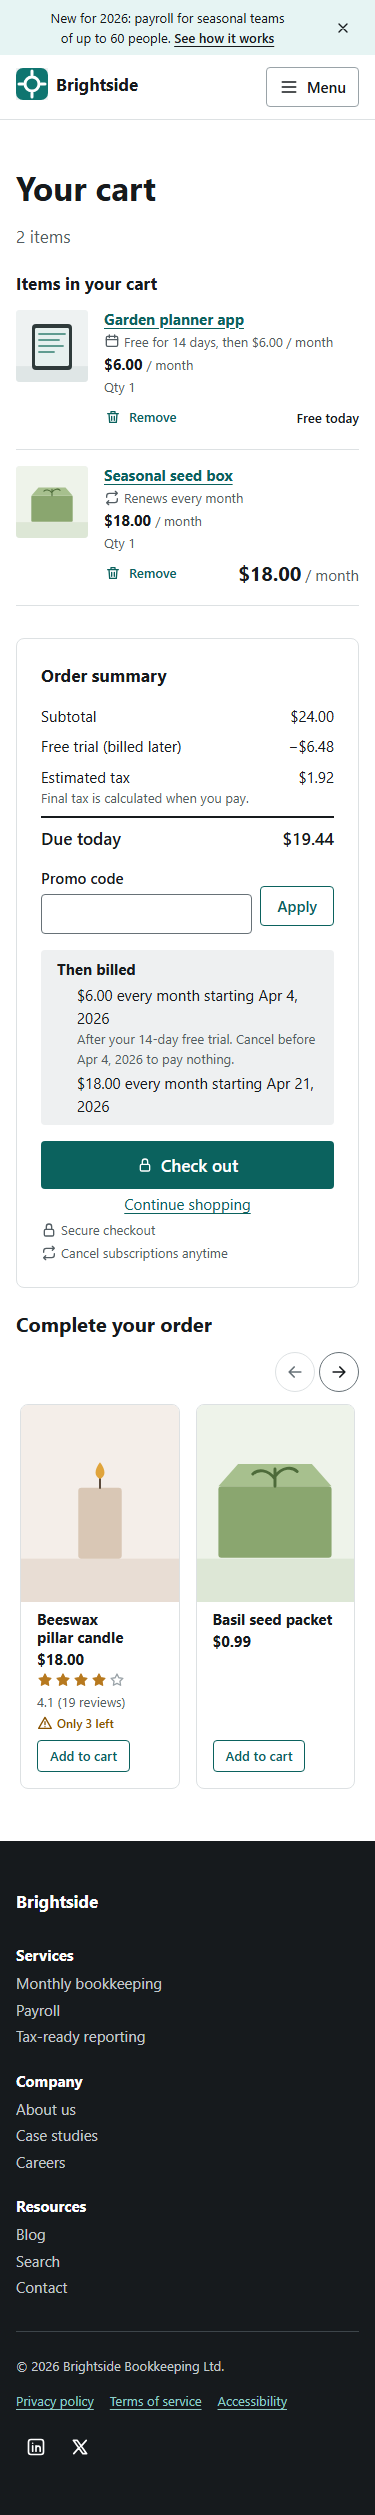 New for 2026: payroll for seasonal teams
of up to 60 people. See how it works
Brightside
Menu
Your cart
2 items
Items in your cart
Garden planner app
Free for 14 days, then $6.00 / month
$6.00 / month
Qty 1
Remove
Free today
Seasonal seed box
Renews every month
$18.00 / month
Qty 1
Remove
$18.00 / month
Order summary
Subtotal $24.00
Free trial (billed later) −$6.48
Estimated tax $1.92
Final tax is calculated when you pay.
Due today $19.44
Promo code
Apply
Then billed
$6.00 every month starting Apr 4,
2026
After your 14-day free trial. Cancel before
Apr 4, 2026 to pay nothing.
$18.00 every month starting Apr 21,
2026
Check out
Continue shopping
Secure checkout
Cancel subscriptions anytime
Complete your order
Beeswax
pillar candle
$18.00
4.1 (19 reviews)
Only 3 left
Add to cart
Basil seed packet
$0.99
Add to cart
Brightside
Services
Monthly bookkeeping
Payroll
Tax-ready reporting
Company
About us
Case studies
Careers
Resources
Blog
Search
Contact
© 2026 Brightside Bookkeeping Ltd.
Privacy policy Terms of service Accessibility